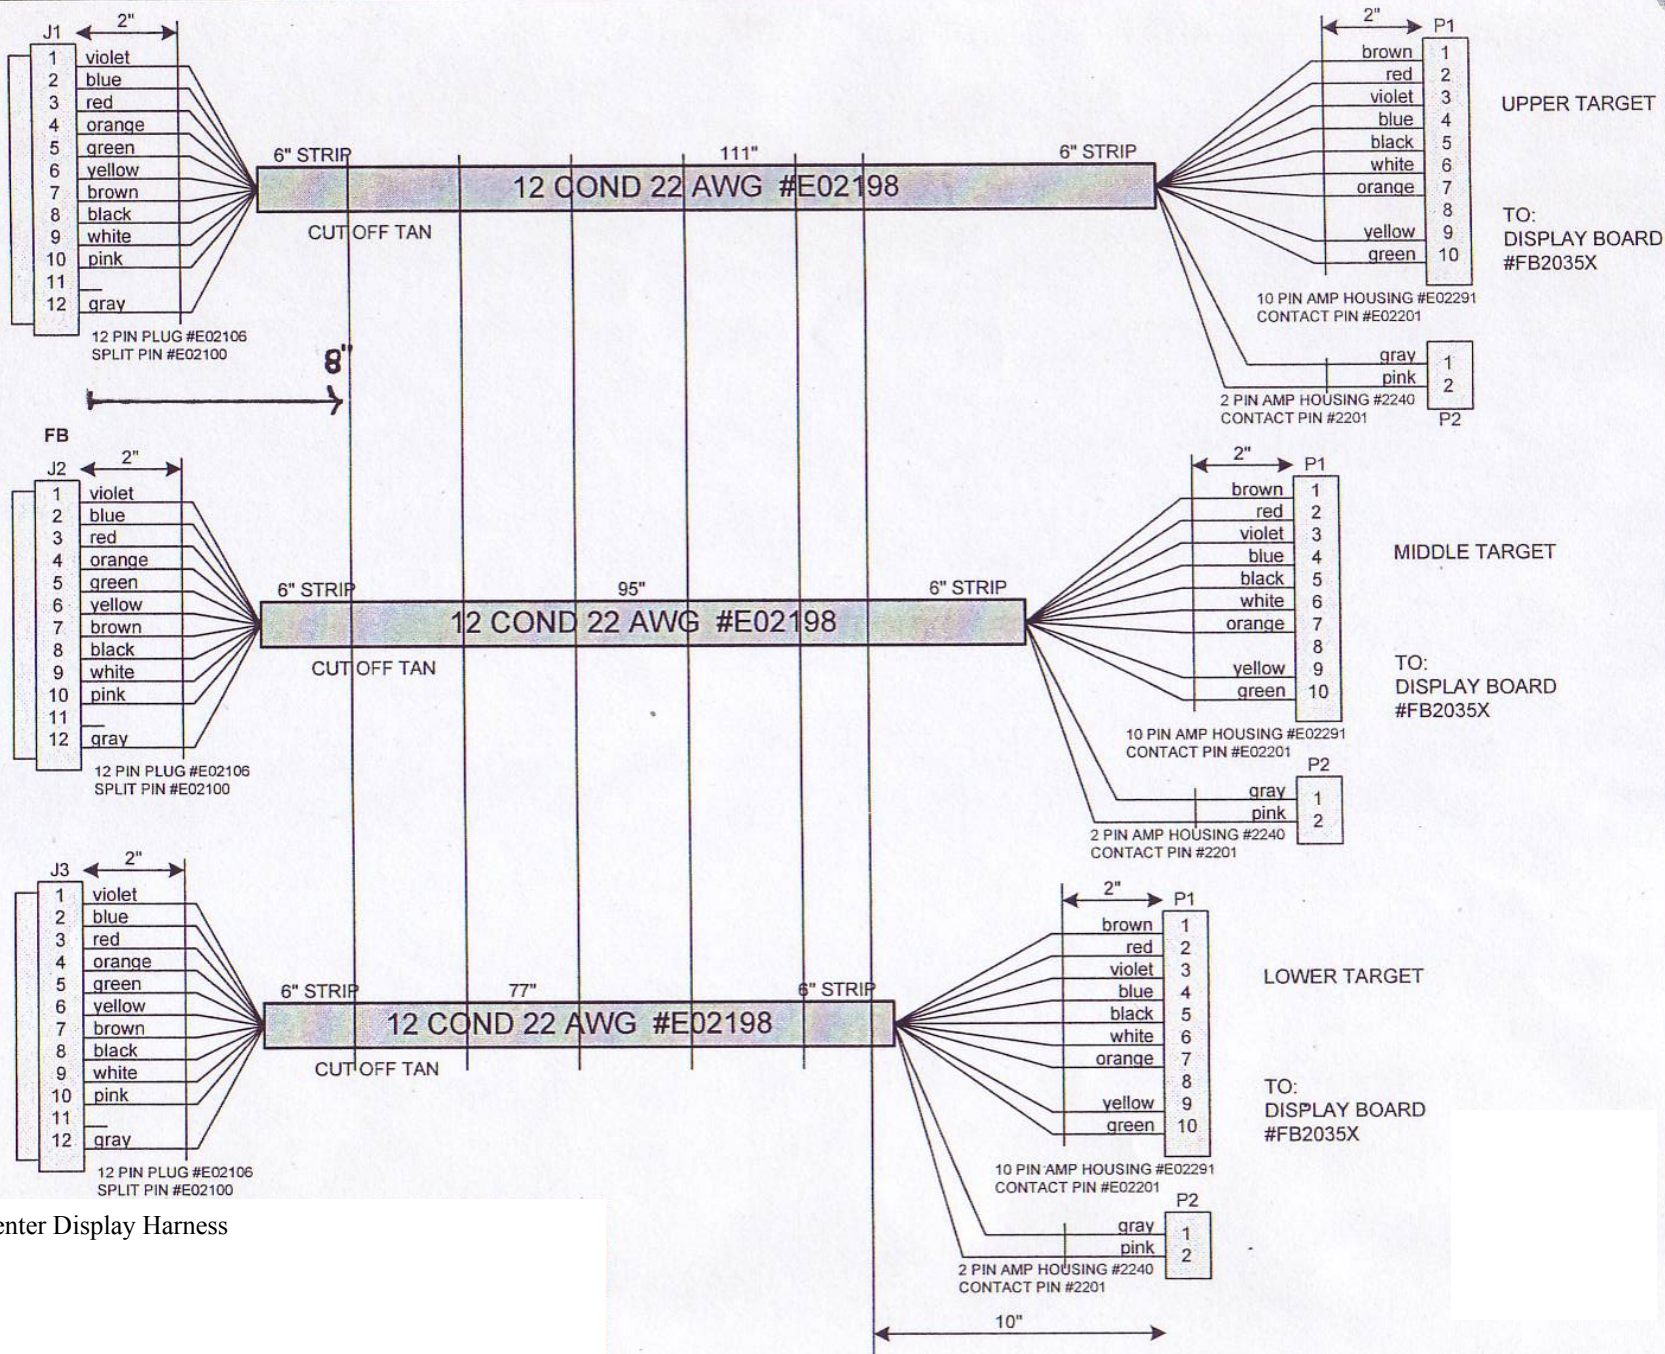 2"
J1
1 violet
2 blue
3 red
4 orange
5 green
6 yellow
7 brown
8 black
9 white
10 pink
11
12 gray
12 PIN PLUG #E02106
SPLIT PIN #E02100
6" STRIP
111"
6" STRIP
12 COND 22 AWG #E02198
CUT OFF TAN
2"
P1
brown 1
red 2
violet 3
blue 4
black 5
white 6
orange 7
8
yellow 9
green 10
10 PIN AMP HOUSING #E02291
CONTACT PIN #E02201
UPPER TARGET
TO:
DISPLAY BOARD
#FB2035X
gray 1
pink 2
2 PIN AMP HOUSING #2240
CONTACT PIN #2201
P2
8"
FB
J2
2"
1 violet
2 blue
3 red
4 orange
5 green
6 yellow
7 brown
8 black
9 white
10 pink
11
12 gray
12 PIN PLUG #E02106
SPLIT PIN #E02100
6" STRIP
95"
6" STRIP
12 COND 22 AWG #E02198
CUT OFF TAN
2"
P1
brown 1
red 2
violet 3
blue 4
black 5
white 6
orange 7
8
yellow 9
green 10
10 PIN AMP HOUSING #E02291
CONTACT PIN #E02201
MIDDLE TARGET
TO:
DISPLAY BOARD
#FB2035X
P2
gray 1
pink 2
2 PIN AMP HOUSING #2240
CONTACT PIN #2201
J3
2"
1 violet
2 blue
3 red
4 orange
5 green
6 yellow
7 brown
8 black
9 white
10 pink
11
12 gray
12 PIN PLUG #E02106
SPLIT PIN #E02100
6" STRIP
77"
6" STRIP
12 COND 22 AWG #E02198
CUT OFF TAN
2"
P1
brown 1
red 2
violet 3
blue 4
black 5
white 6
orange 7
8
yellow 9
green 10
10 PIN AMP HOUSING #E02291
CONTACT PIN #E02201
LOWER TARGET
TO:
DISPLAY BOARD
#FB2035X
P2
gray 1
pink 2
2 PIN AMP HOUSING #2240
CONTACT PIN #2201
10"
enter Display Harness